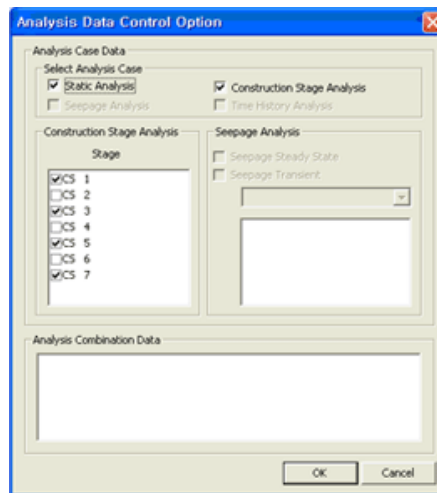 Analysis Data Control Option
Analysis Case Data
Select Analysis Case
Static Analysis
Construction Stage Analysis
Seepage Analysis
Time History Analysis
Construction Stage Analysis
Stage
CS 1
CS 2
CS 3
CS 4
CS 5
CS 6
CS 7
Seepage Analysis
Seepage Steady State
Seepage Transient
Analysis Combination Data
OK
Cancel